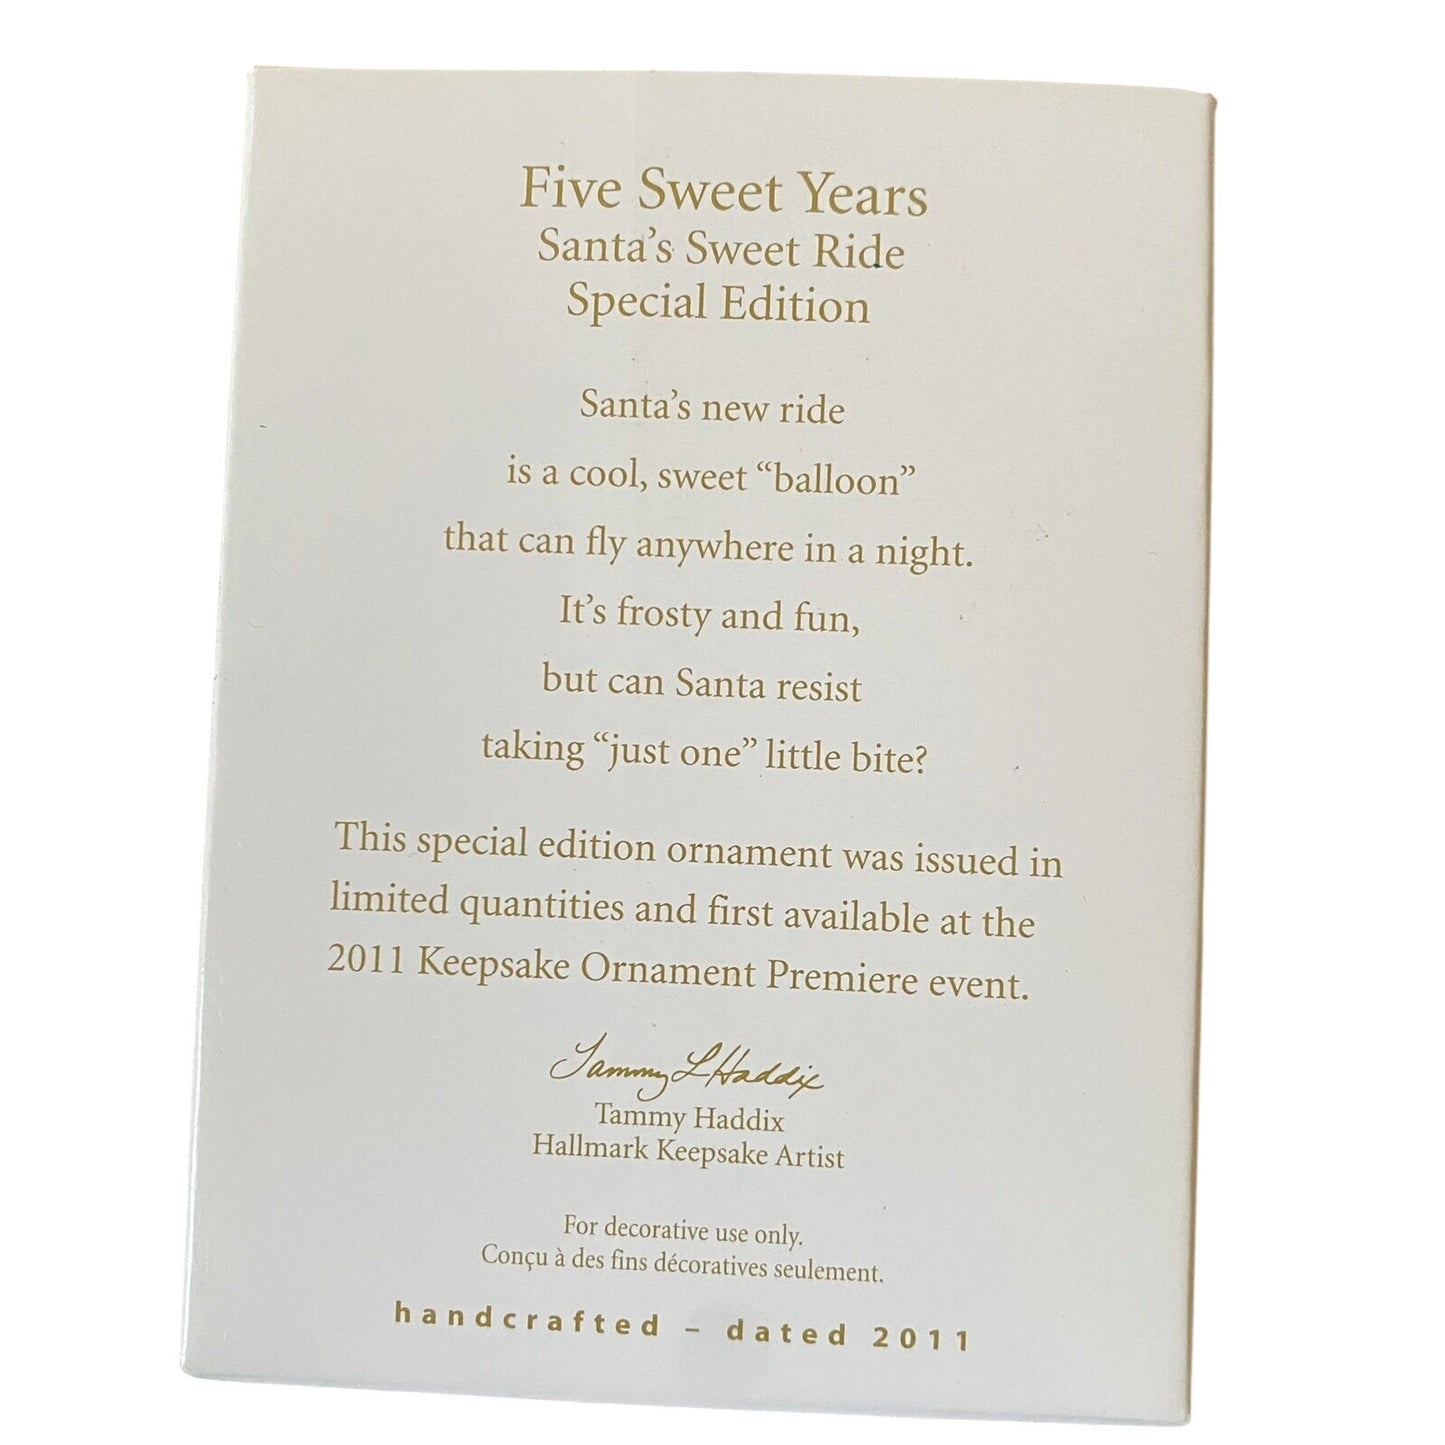 Five Sweet Years
Santa’s Sweet Ride
Special Edition
Santa’s new ride
is a cool, sweet “balloon”
that can fly anywhere in a night.
It’s frosty and fun,
but can Santa resist
taking “just one” little bite?
This special edition ornament was issued in
limited quantities and first available at the
2011 Keepsake Ornament Premiere event.
Tammy L Haddix
Tammy Haddix
Hallmark Keepsake Artist
For decorative use only.
Conçu à des fins décoratives seulement.
handcrafted – dated 2011